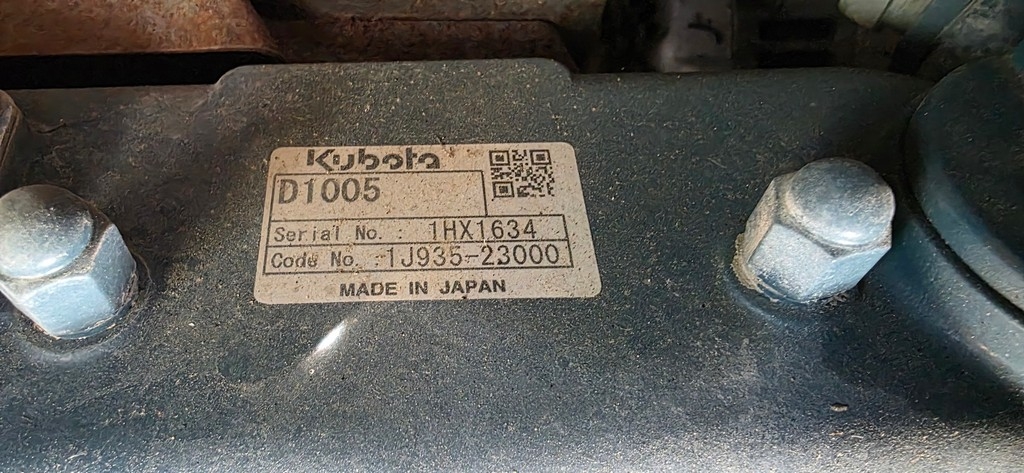 Kubota
D1005
Serial No. : 1HX1634
Code No. :1J935-23000
MADE IN JAPAN